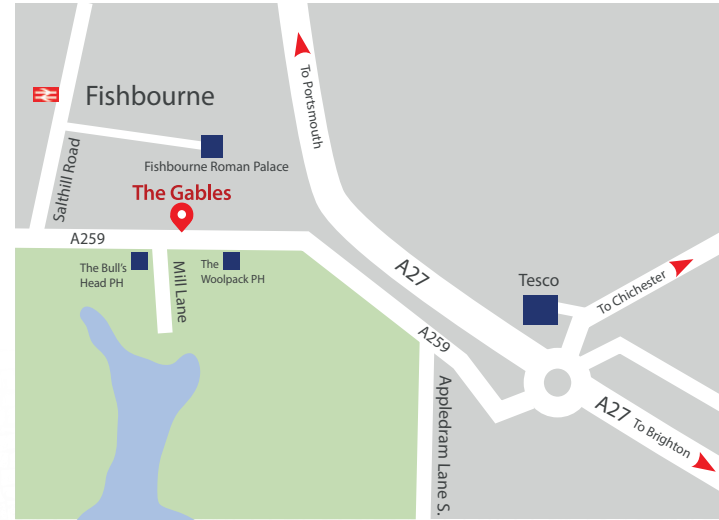 To Portsmouth
Fishbourne
Fishbourne Roman Palace
Salthill Road
The Gables
A259
The Bull's
Head PH
Mill Lane
The
Woolpack PH
A27
Tesco
To Chichester
A259
Appledram Lane S.
A27 To Brighton